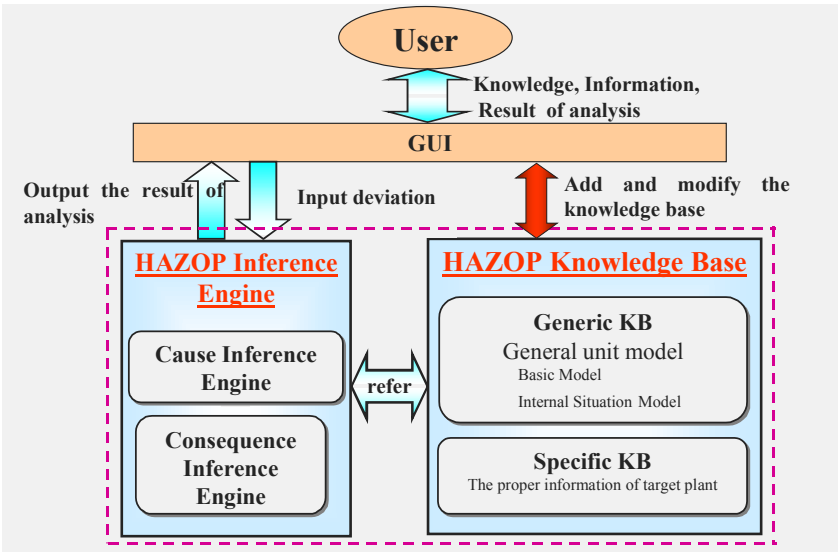 User
Knowledge, Information,
Result of analysis
GUI
Output the result of
analysis
Input deviation
Add and modify the
knowledge base
HAZOP Inference
Engine
Cause Inference
Engine
Consequence
Inference
Engine
refer
HAZOP Knowledge Base
Generic KB
General unit model
Basic Model
Internal Situation Model
Specific KB
The proper information of target plant